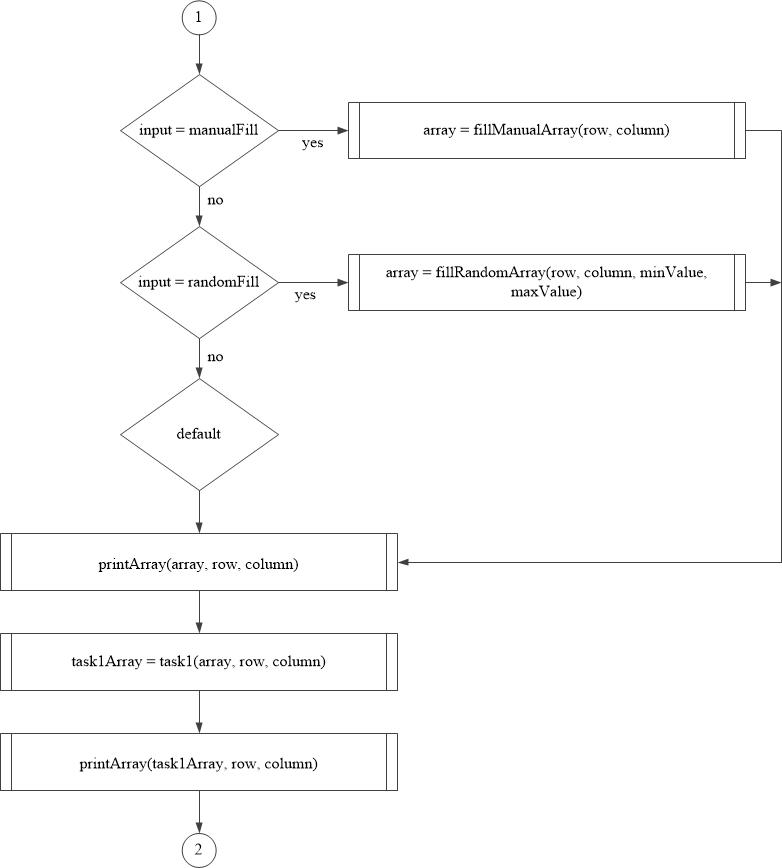 1
input = manualFill
yes
array = fillManualArray(row, column)
no
input = randomFill
yes
array = fillRandomArray(row, column, minValue,
maxValue)
no
default
printArray(array, row, column)
task1Array = task1(array, row, column)
printArray(task1Array, row, column)
2